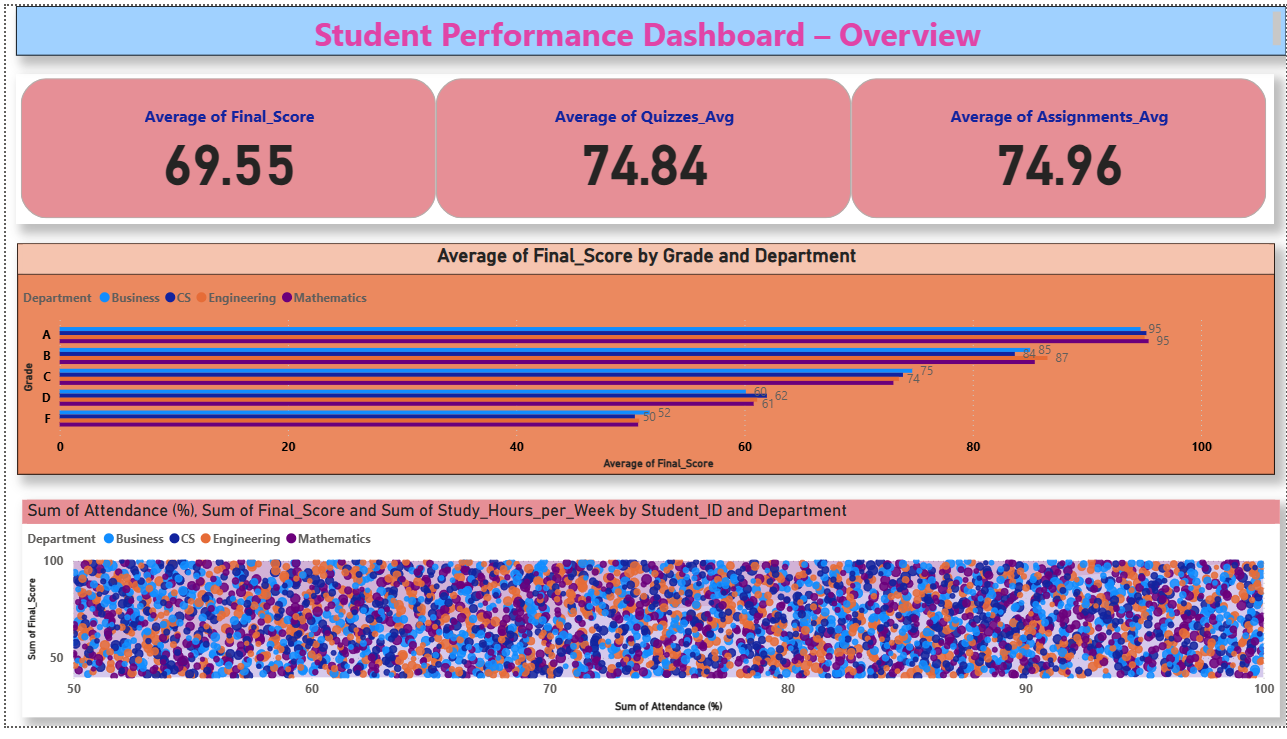 Student Performance Dashboard – Overview
Average of Final_Score
69.55
Average of Quizzes_Avg
74.84
Average of Assignments_Avg
74.96
Average of Final_Score by Grade and Department
Department Business CS Engineering Mathematics
Grade
A 95
95
B 84 85
87
C 75
74
D 60
62
61
F 50 52
0 20 40 60 80 100
Average of Final_Score
Sum of Attendance (%), Sum of Final_Score and Sum of Study_Hours_per_Week by Student_ID and Department
Department Business CS Engineering Mathematics
Sum of Final_Score
100
50
50 60 70 80 90 100
Sum of Attendance (%)